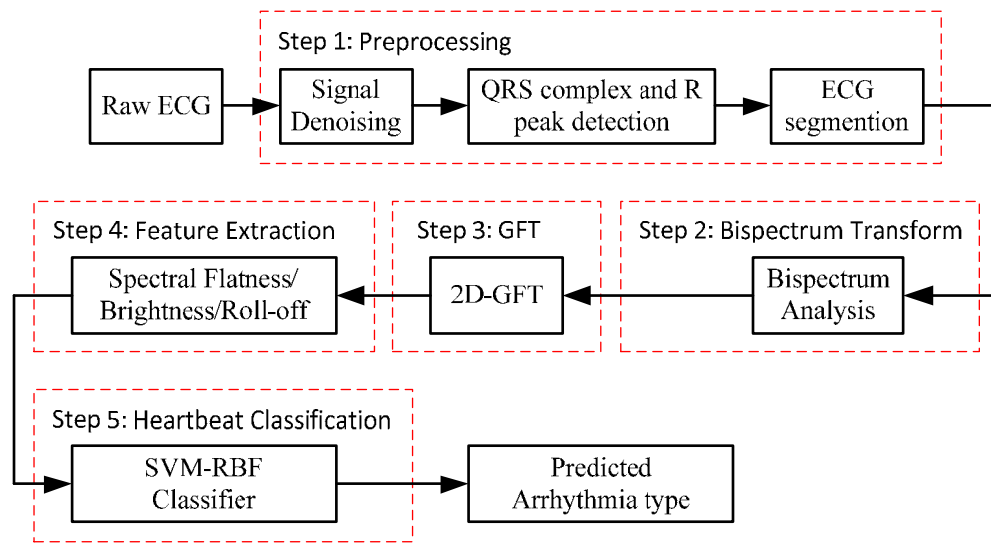 Step 1: Preprocessing
Raw ECG
Signal
Denoising
QRS complex and R
peak detection
ECG
segmention
Step 2: Bispectrum Transform
Bispectrum
Analysis
Step 3: GFT
2D-GFT
Step 4: Feature Extraction
Spectral Flatness/
Brightness/Roll-off
Step 5: Heartbeat Classification
SVM-RBF
Classifier
Predicted
Arrhythmia type